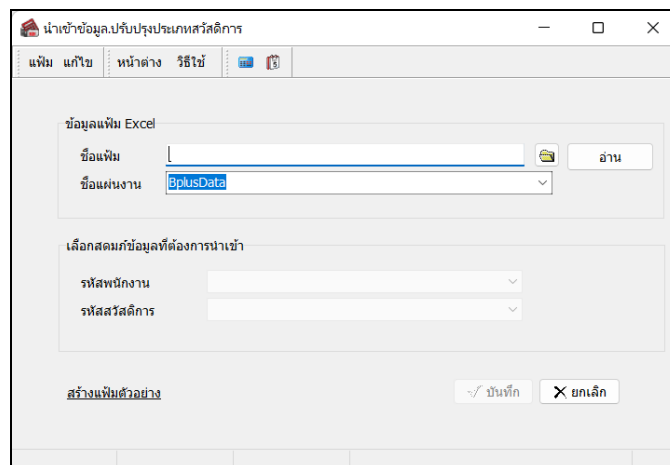 นำเข้าข้อมูล.ปรับปรุงประเภทสวัสดิการ
แฟ้ม แก้ไข หน้าต่าง วิธีใช้
ข้อมูลแฟ้ม Excel
ชื่อแฟ้ม อ่าน
ชื่อแผ่นงาน BplusData
เลือกสดมภ์ข้อมูลที่ต้องการนำเข้า
รหัสพนักงาน
รหัสสวัสดิการ
สร้างแฟ้มตัวอย่าง บันทึก ยกเลิก